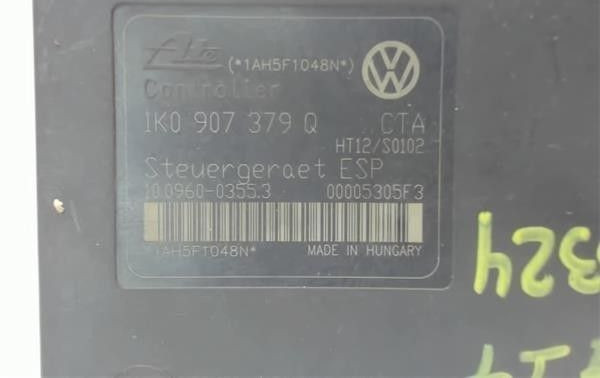 Ate (*1AH5F1048N*)
Controller
1K0 907 379 Q CTA
HT12/S0102
Steuergeraet ESP
10.0960-0355.3 00005305F3
*1AH5F1048N* MADE IN HUNGARY
324